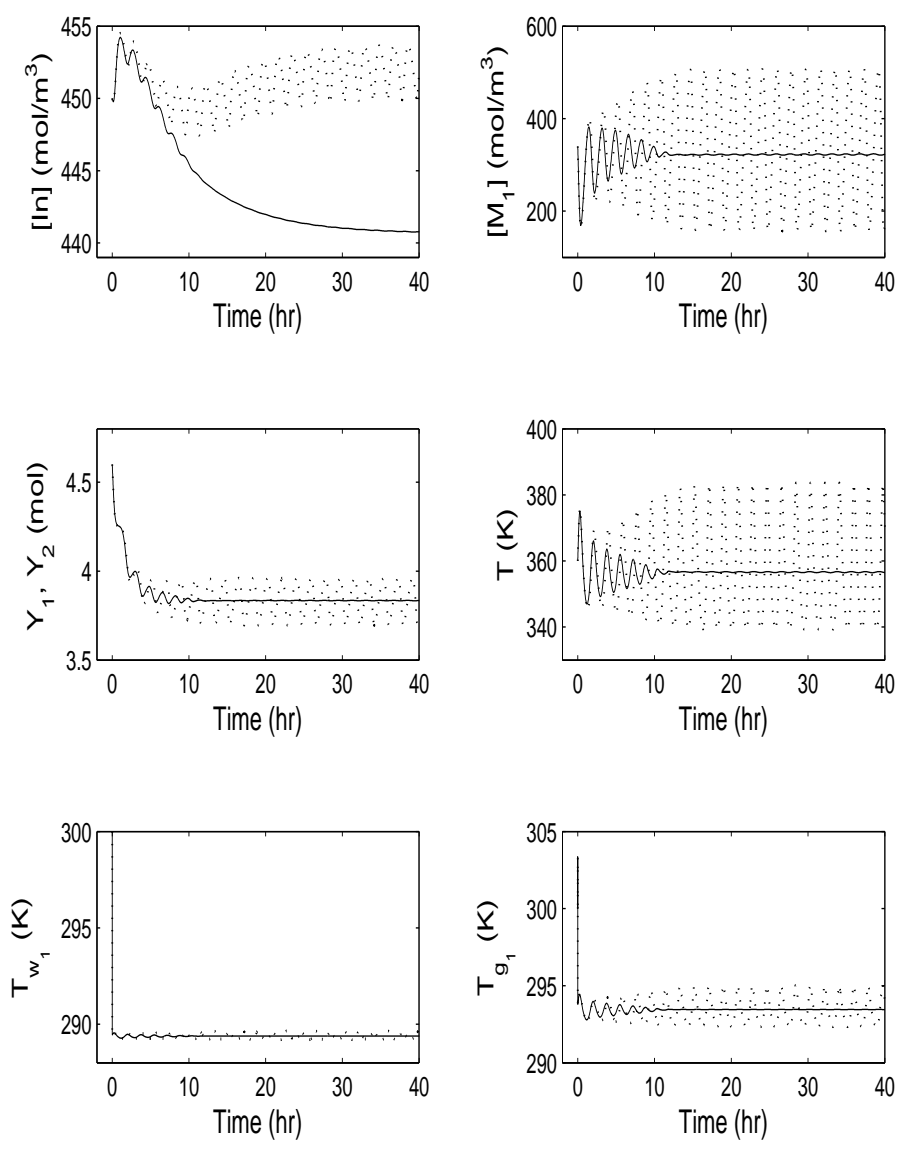 455
450
445
440
[In] (mol/m³)
0 10 20 30 40
Time (hr)
600
400
200
[M₁] (mol/m³)
0 10 20 30 40
Time (hr)
4.5
4
3.5
Y₁, Y₂ (mol)
0 10 20 30 40
Time (hr)
400
380
360
340
T (K)
0 10 20 30 40
Time (hr)
300
295
290
T_w₁ (K)
0 10 20 30 40
Time (hr)
305
300
295
290
T_g₁ (K)
0 10 20 30 40
Time (hr)